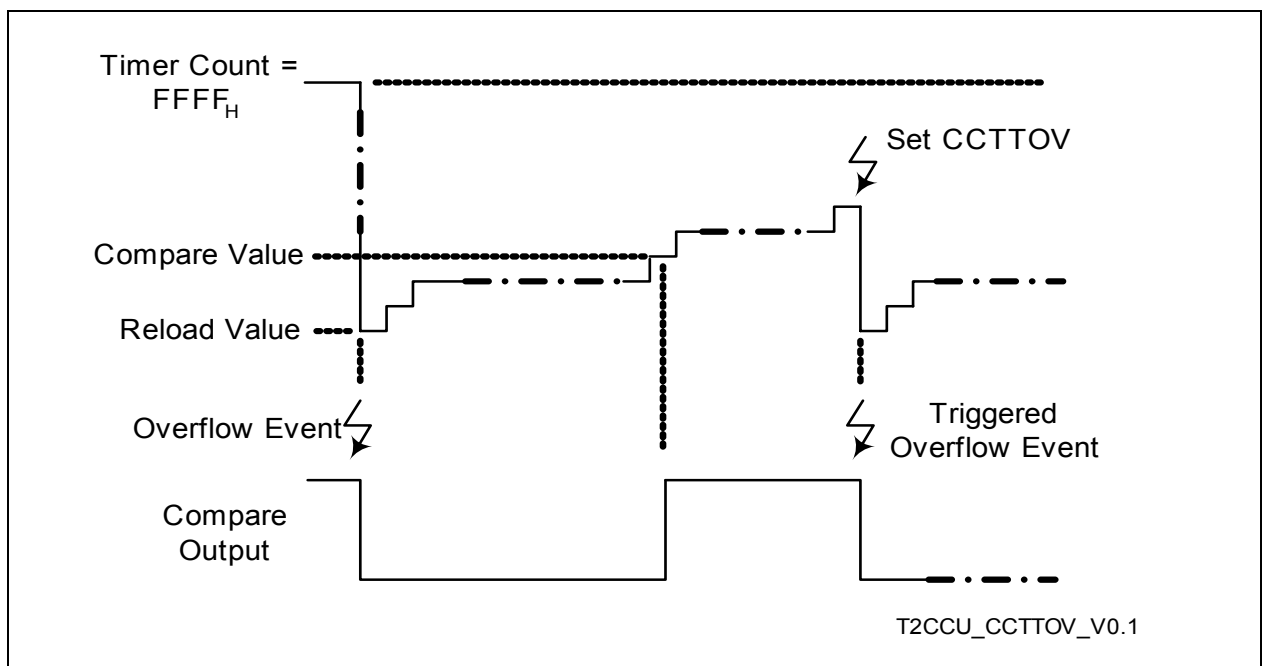 Timer Count =
FFFFH
Set CCTTOV
Compare Value
Reload Value
Overflow Event
Triggered
Overflow Event
Compare
Output
T2CCU_CCTTOV_V0.1